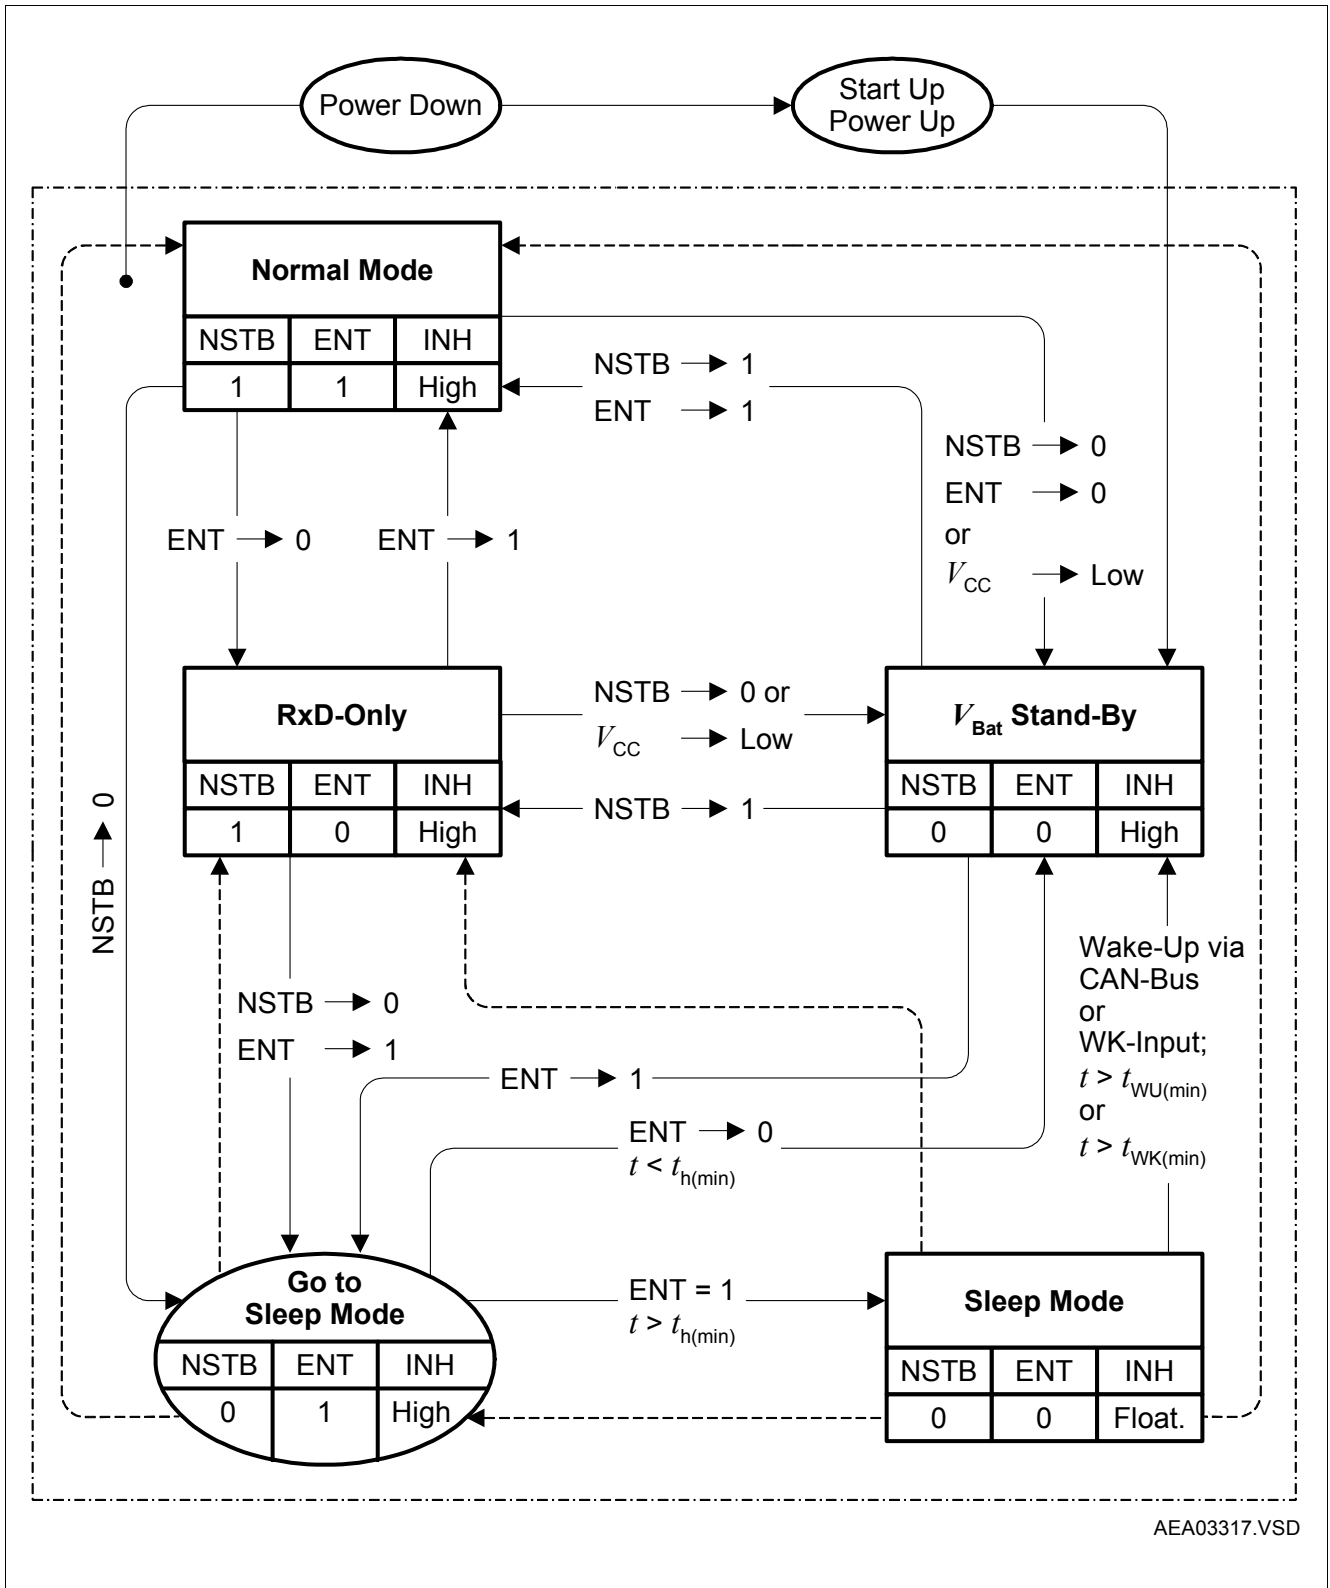 Power Down
Start Up
Power Up
Normal Mode
NSTB ENT INH
1 1 High
NSTB → 1
ENT → 1
NSTB → 0
ENT → 0
or
VCC → Low
ENT → 0
ENT → 1
RxD-Only
NSTB ENT INH
1 0 High
NSTB → 0 or
VCC → Low
NSTB → 1
VBat Stand-By
NSTB ENT INH
0 0 High
NSTB → 0
NSTB → 0
ENT → 1
ENT → 1
ENT → 0
t < th(min)
Wake-Up via
CAN-Bus
or
WK-Input;
t > tWU(min)
or
t > tWK(min)
Go to
Sleep Mode
NSTB ENT INH
0 1 High
ENT = 1
t > th(min)
Sleep Mode
NSTB ENT INH
0 0 Float.
AEA03317.VSD